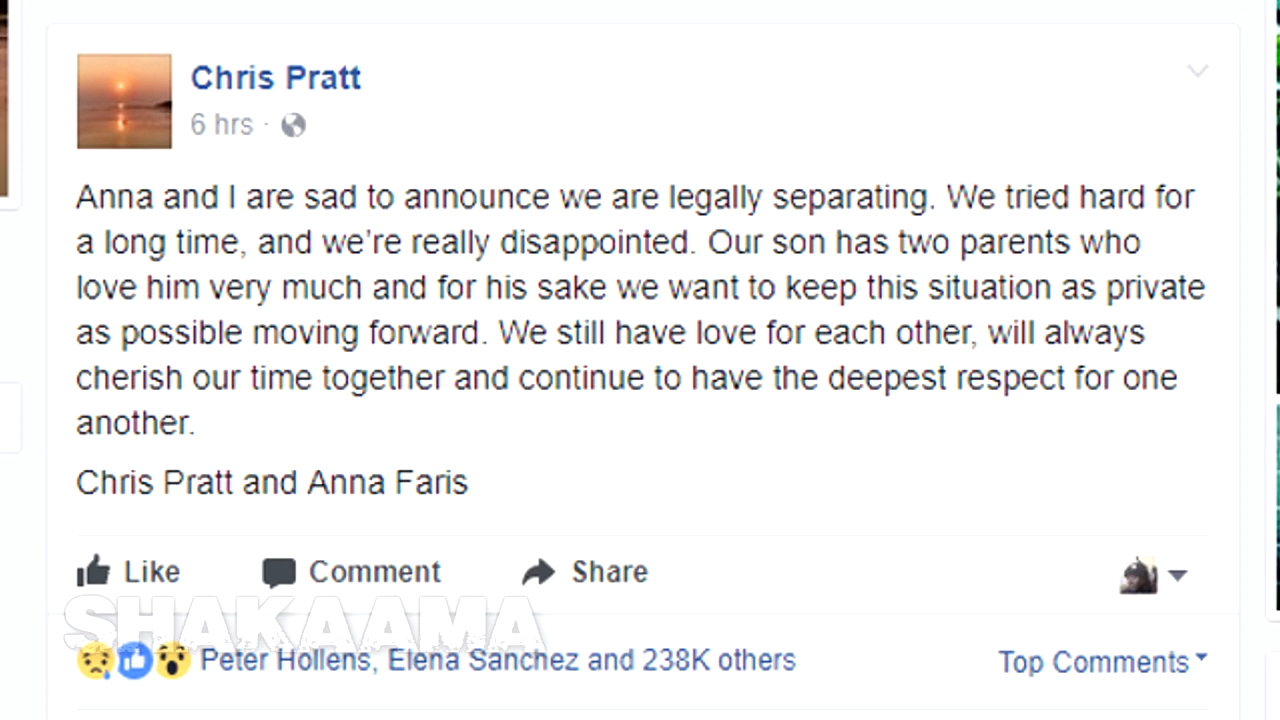 Chris Pratt
6 hrs ·
Anna and I are sad to announce we are legally separating. We tried hard for
a long time, and we’re really disappointed. Our son has two parents who
love him very much and for his sake we want to keep this situation as private
as possible moving forward. We still have love for each other, will always
cherish our time together and continue to have the deepest respect for one
another.
Chris Pratt and Anna Faris
Like Comment Share
SHAKAAMA
Peter Hollens, Elena Sanchez and 238K others Top Comments